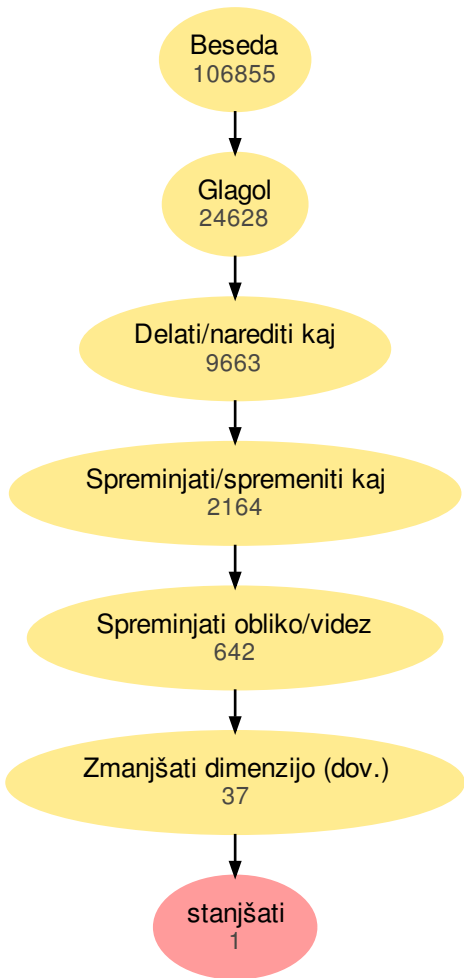 Beseda
106855
Glagol
24628
Delati/narediti kaj
9663
Spreminjati/spremeniti kaj
2164
Spreminjati obliko/videz
642
Zmanjšati dimenzijo (dov.)
37
stanjšati
1